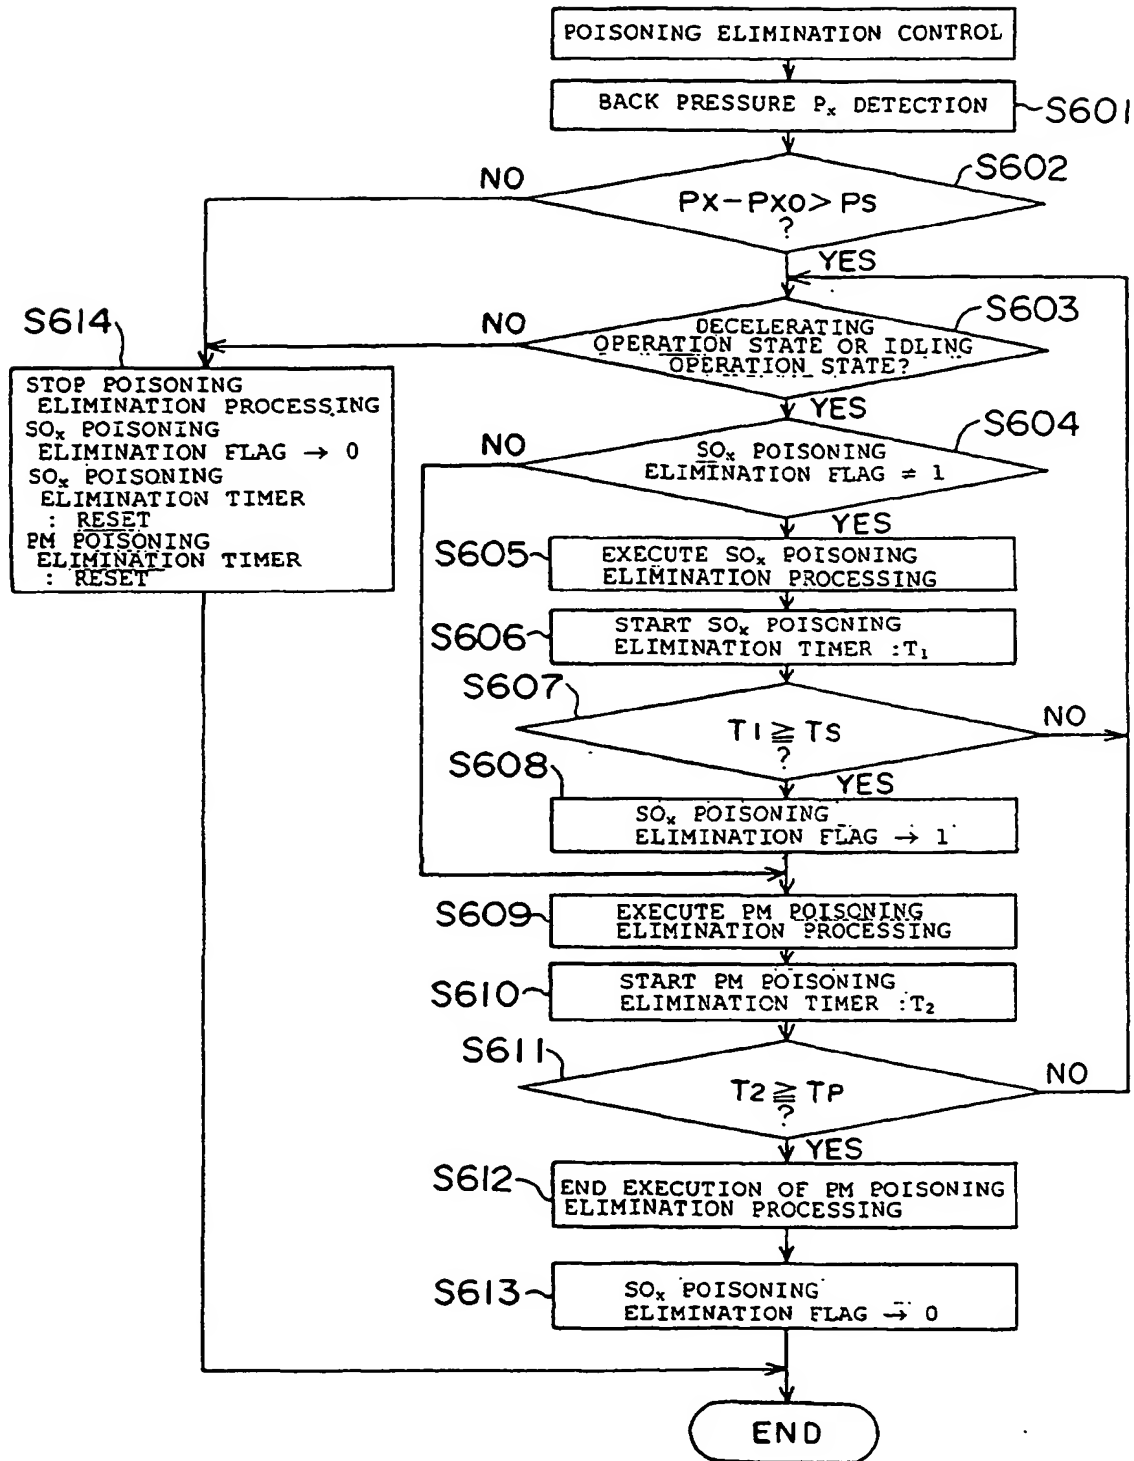 POISONING ELIMINATION CONTROL
BACK PRESSURE Px DETECTION
S601
S602
NO
PX-PXO>PS
?
YES
S603
NO
DECELERATING
OPERATION STATE OR IDLING
OPERATION STATE?
YES
S614
STOP POISONING
ELIMINATION PROCESSING
SOx POISONING
ELIMINATION FLAG → 0
SOx POISONING
ELIMINATION TIMER
: RESET
PM POISONING
ELIMINATION TIMER
: RESET
S604
NO
SOx POISONING
ELIMINATION FLAG ≠ 1
YES
S605
EXECUTE SOx POISONING
ELIMINATION PROCESSING
S606
START SOx POISONING
ELIMINATION TIMER :T1
S607
T1 ≧ TS
?
NO
YES
S608
SOx POISONING
ELIMINATION FLAG → 1
S609
EXECUTE PM POISONING
ELIMINATION PROCESSING
S610
START PM POISONING
ELIMINATION TIMER :T2
S611
T2 ≧ TP
?
NO
YES
S612
END EXECUTION OF PM POISONING
ELIMINATION PROCESSING
S613
SOx POISONING
ELIMINATION FLAG → 0
END